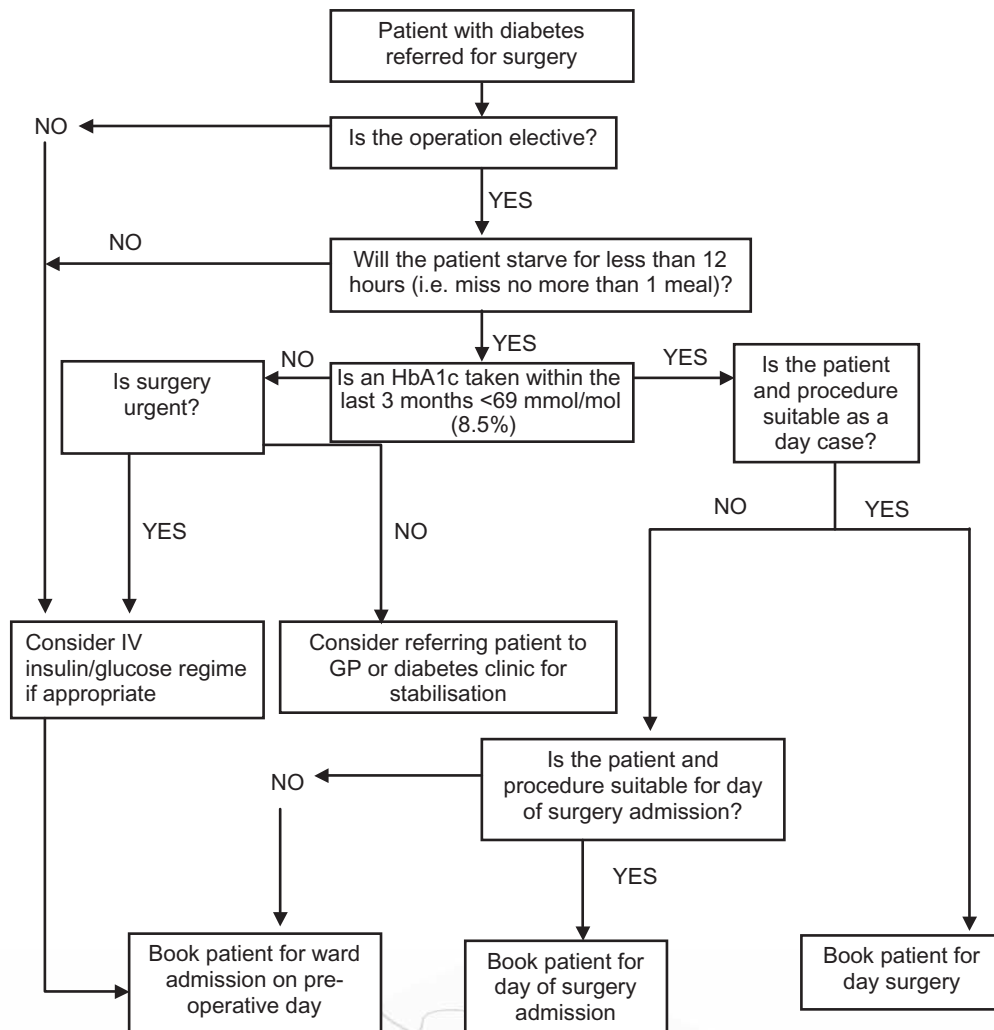 Patient with diabetes
referred for surgery
NO
Is the operation elective?
YES
NO
Will the patient starve for less than 12
hours (i.e. miss no more than 1 meal)?
YES
NO
YES
Is surgery
urgent?
Is an HbA1c taken within the
last 3 months <69 mmol/mol
(8.5%)
Is the patient
and procedure
suitable as a
day case?
YES
NO
NO
YES
Consider IV
insulin/glucose regime
if appropriate
Consider referring patient to
GP or diabetes clinic for
stabilisation
Is the patient and
procedure suitable for day
of surgery admission?
NO
YES
Book patient for ward
admission on pre-
operative day
Book patient for
day of surgery
admission
Book patient for
day surgery